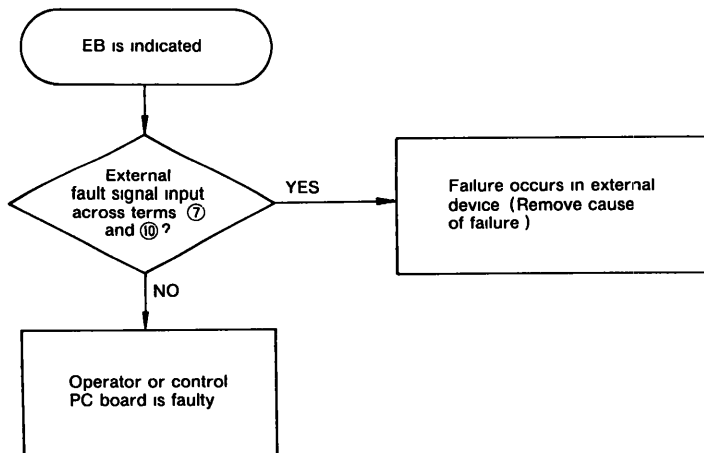 EB is indicated
External
fault signal input
across terms ⑦
and ⑩?
YES
Failure occurs in external
device (Remove cause
of failure)
NO
Operator or control
PC board is faulty